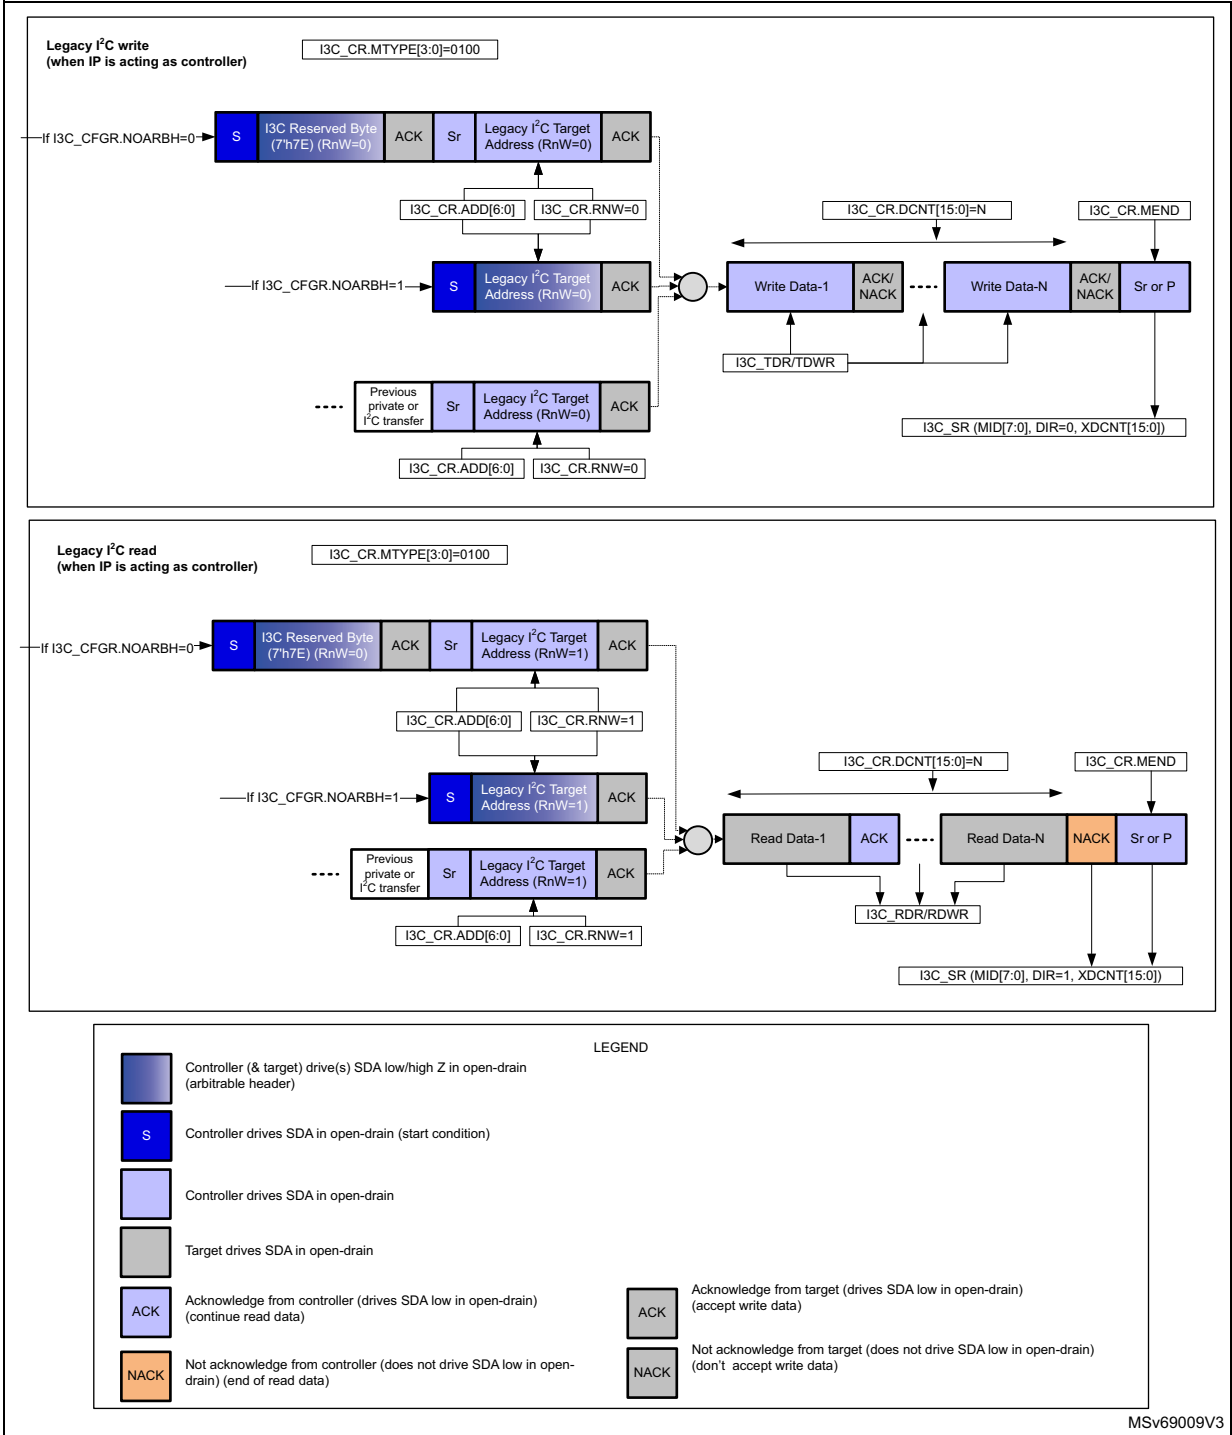 Legacy I²C write
(when IP is acting as controller)
I3C_CR.MTYPE[3:0]=0100
If I3C_CFGR.NOARBH=0
S
I3C Reserved Byte
(7'h7E) (RnW=0)
ACK
Sr
Legacy I²C Target
Address (RnW=0)
ACK
I3C_CR.ADD[6:0]
I3C_CR.RNW=0
I3C_CR.DCNT[15:0]=N
I3C_CR.MEND
If I3C_CFGR.NOARBH=1
S
Legacy I²C Target
Address (RnW=0)
ACK
Write Data-1
ACK/
NACK
Write Data-N
ACK/
NACK
Sr or P
I3C_TDR/TDWR
Previous
private or
I²C transfer
Sr
Legacy I²C Target
Address (RnW=0)
ACK
I3C_SR (MID[7:0], DIR=0, XDCNT[15:0])
I3C_CR.ADD[6:0]
I3C_CR.RNW=0
Legacy I²C read
(when IP is acting as controller)
I3C_CR.MTYPE[3:0]=0100
If I3C_CFGR.NOARBH=0
S
I3C Reserved Byte
(7'h7E) (RnW=0)
ACK
Sr
Legacy I²C Target
Address (RnW=1)
ACK
I3C_CR.ADD[6:0]
I3C_CR.RNW=1
I3C_CR.DCNT[15:0]=N
I3C_CR.MEND
If I3C_CFGR.NOARBH=1
S
Legacy I²C Target
Address (RnW=1)
ACK
Read Data-1
ACK
Read Data-N
NACK
Sr or P
Previous
private or
I²C transfer
Sr
Legacy I²C Target
Address (RnW=1)
ACK
I3C_RDR/RDWR
I3C_CR.ADD[6:0]
I3C_CR.RNW=1
I3C_SR (MID[7:0], DIR=1, XDCNT[15:0])
LEGEND
Controller (& target) drive(s) SDA low/high Z in open-drain
(arbitrable header)
S
Controller drives SDA in open-drain (start condition)
Controller drives SDA in open-drain
Target drives SDA in open-drain
ACK
Acknowledge from controller (drives SDA low in open-drain)
(continue read data)
ACK
Acknowledge from target (drives SDA low in open-drain)
(accept write data)
NACK
Not acknowledge from controller (does not drive SDA low in open-
drain) (end of read data)
NACK
Not acknowledge from target (does not drive SDA low in open-drain)
(don't accept write data)
MSv69009V3